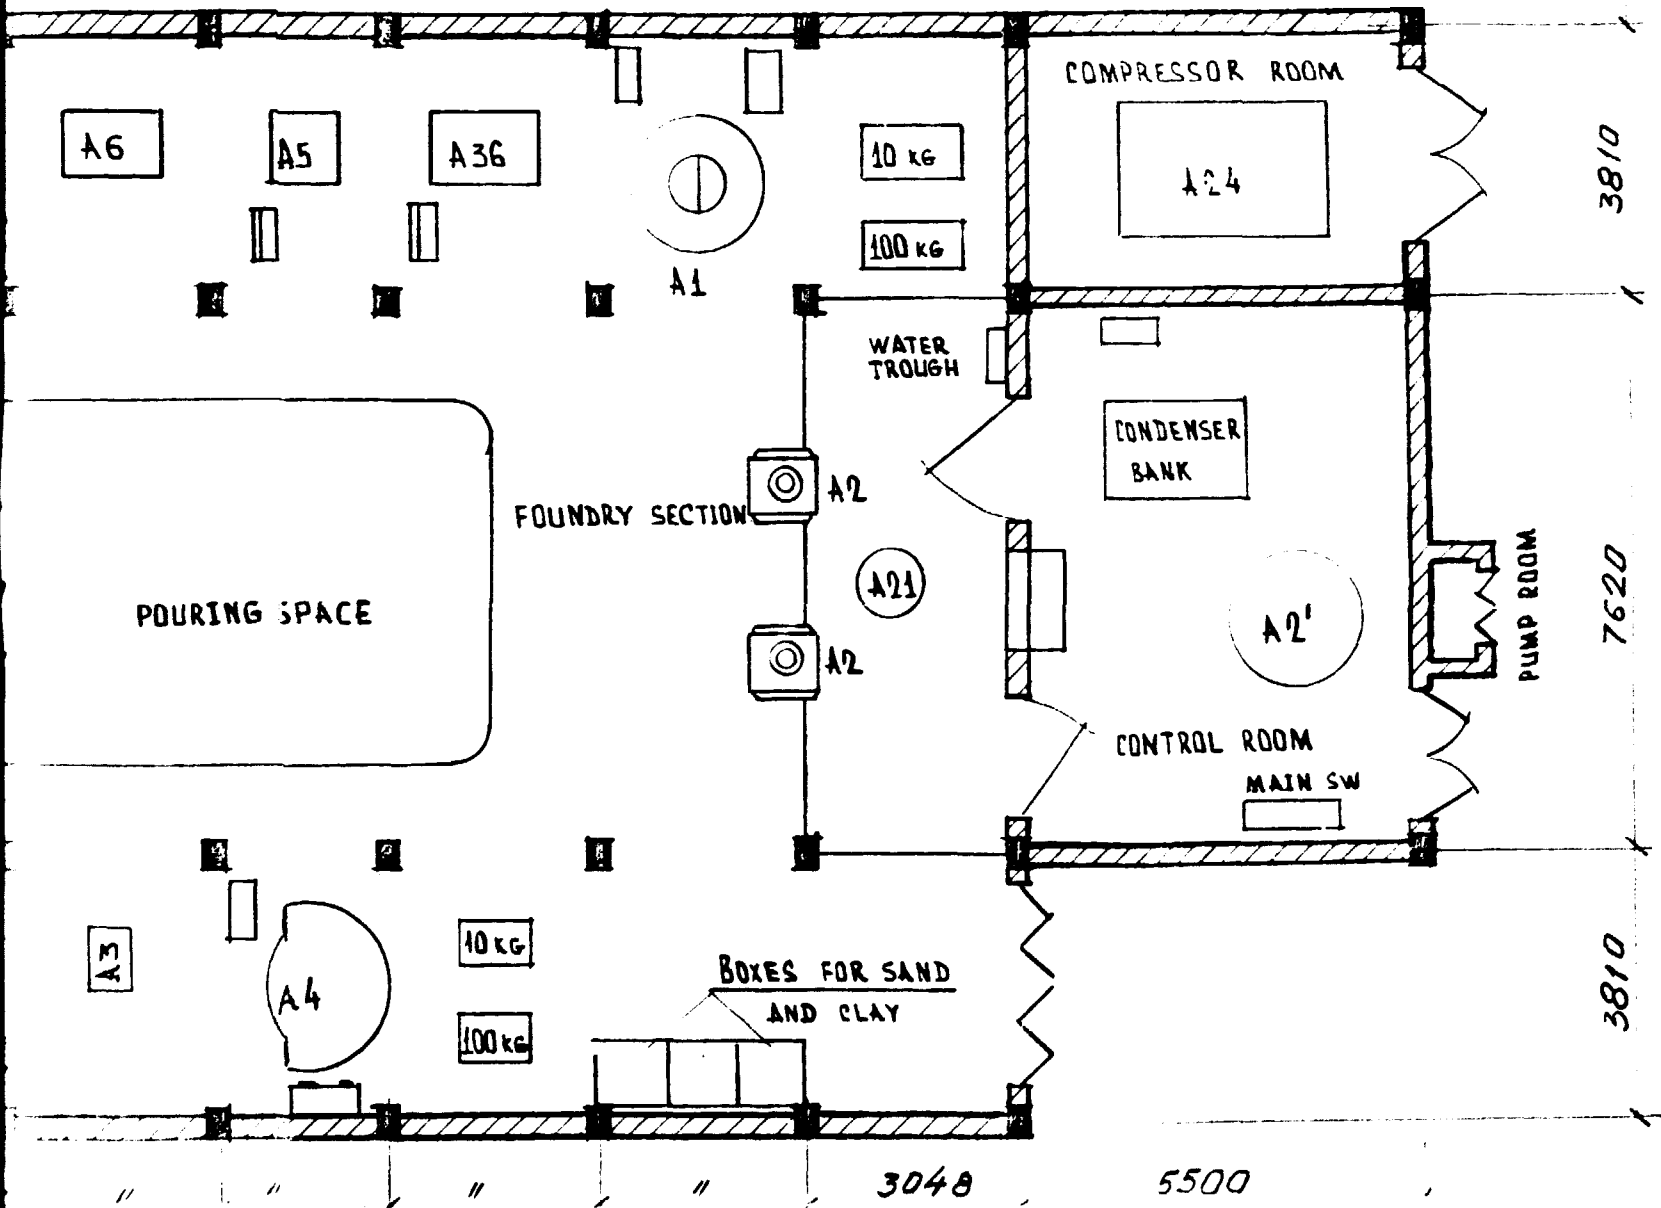 COMPRESSOR ROOM
A6
A5
A36
10 KG
A24
3810
100 KG
A1
WATER
TROUGH
CONDENSER
BANK
A2
FOUNDRY SECTION
A21
PUMP ROOM
7620
POURING SPACE
A2'
A2
CONTROL ROOM
MAIN SW
A3
A4
10 KG
100 KG
BOXES FOR SAND
AND CLAY
3810
" " " " 3048 5500